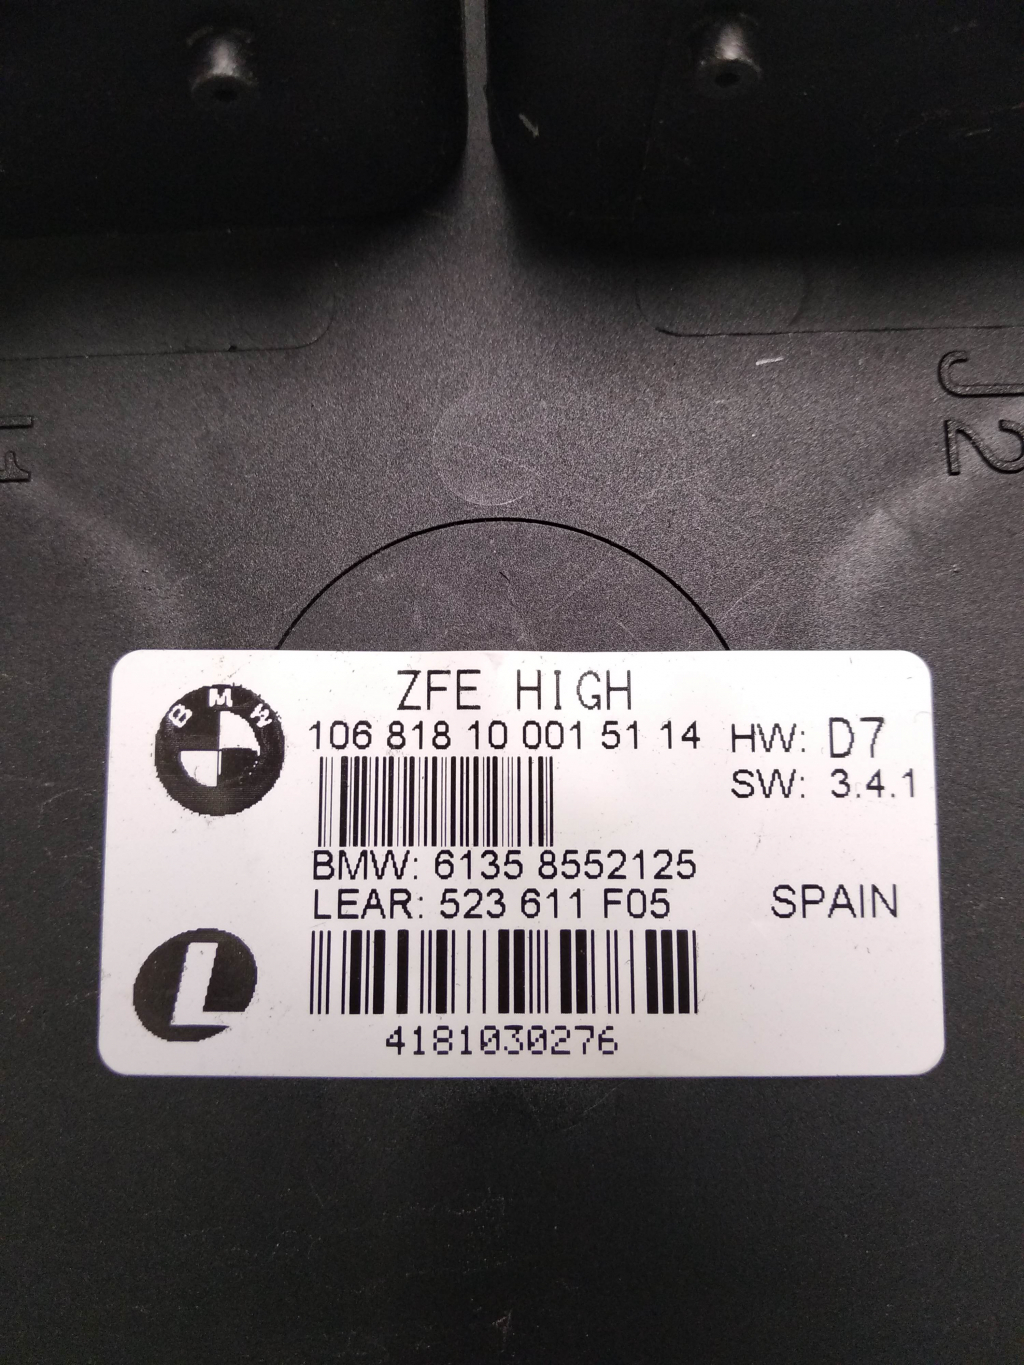 J2
J1
BMW
ZFE HIGH
106 818 10 001 51 14
HW: D7
SW: 3.4.1
BMW: 6135 8552125
LEAR: 523 611 F05
SPAIN
L
4181030276